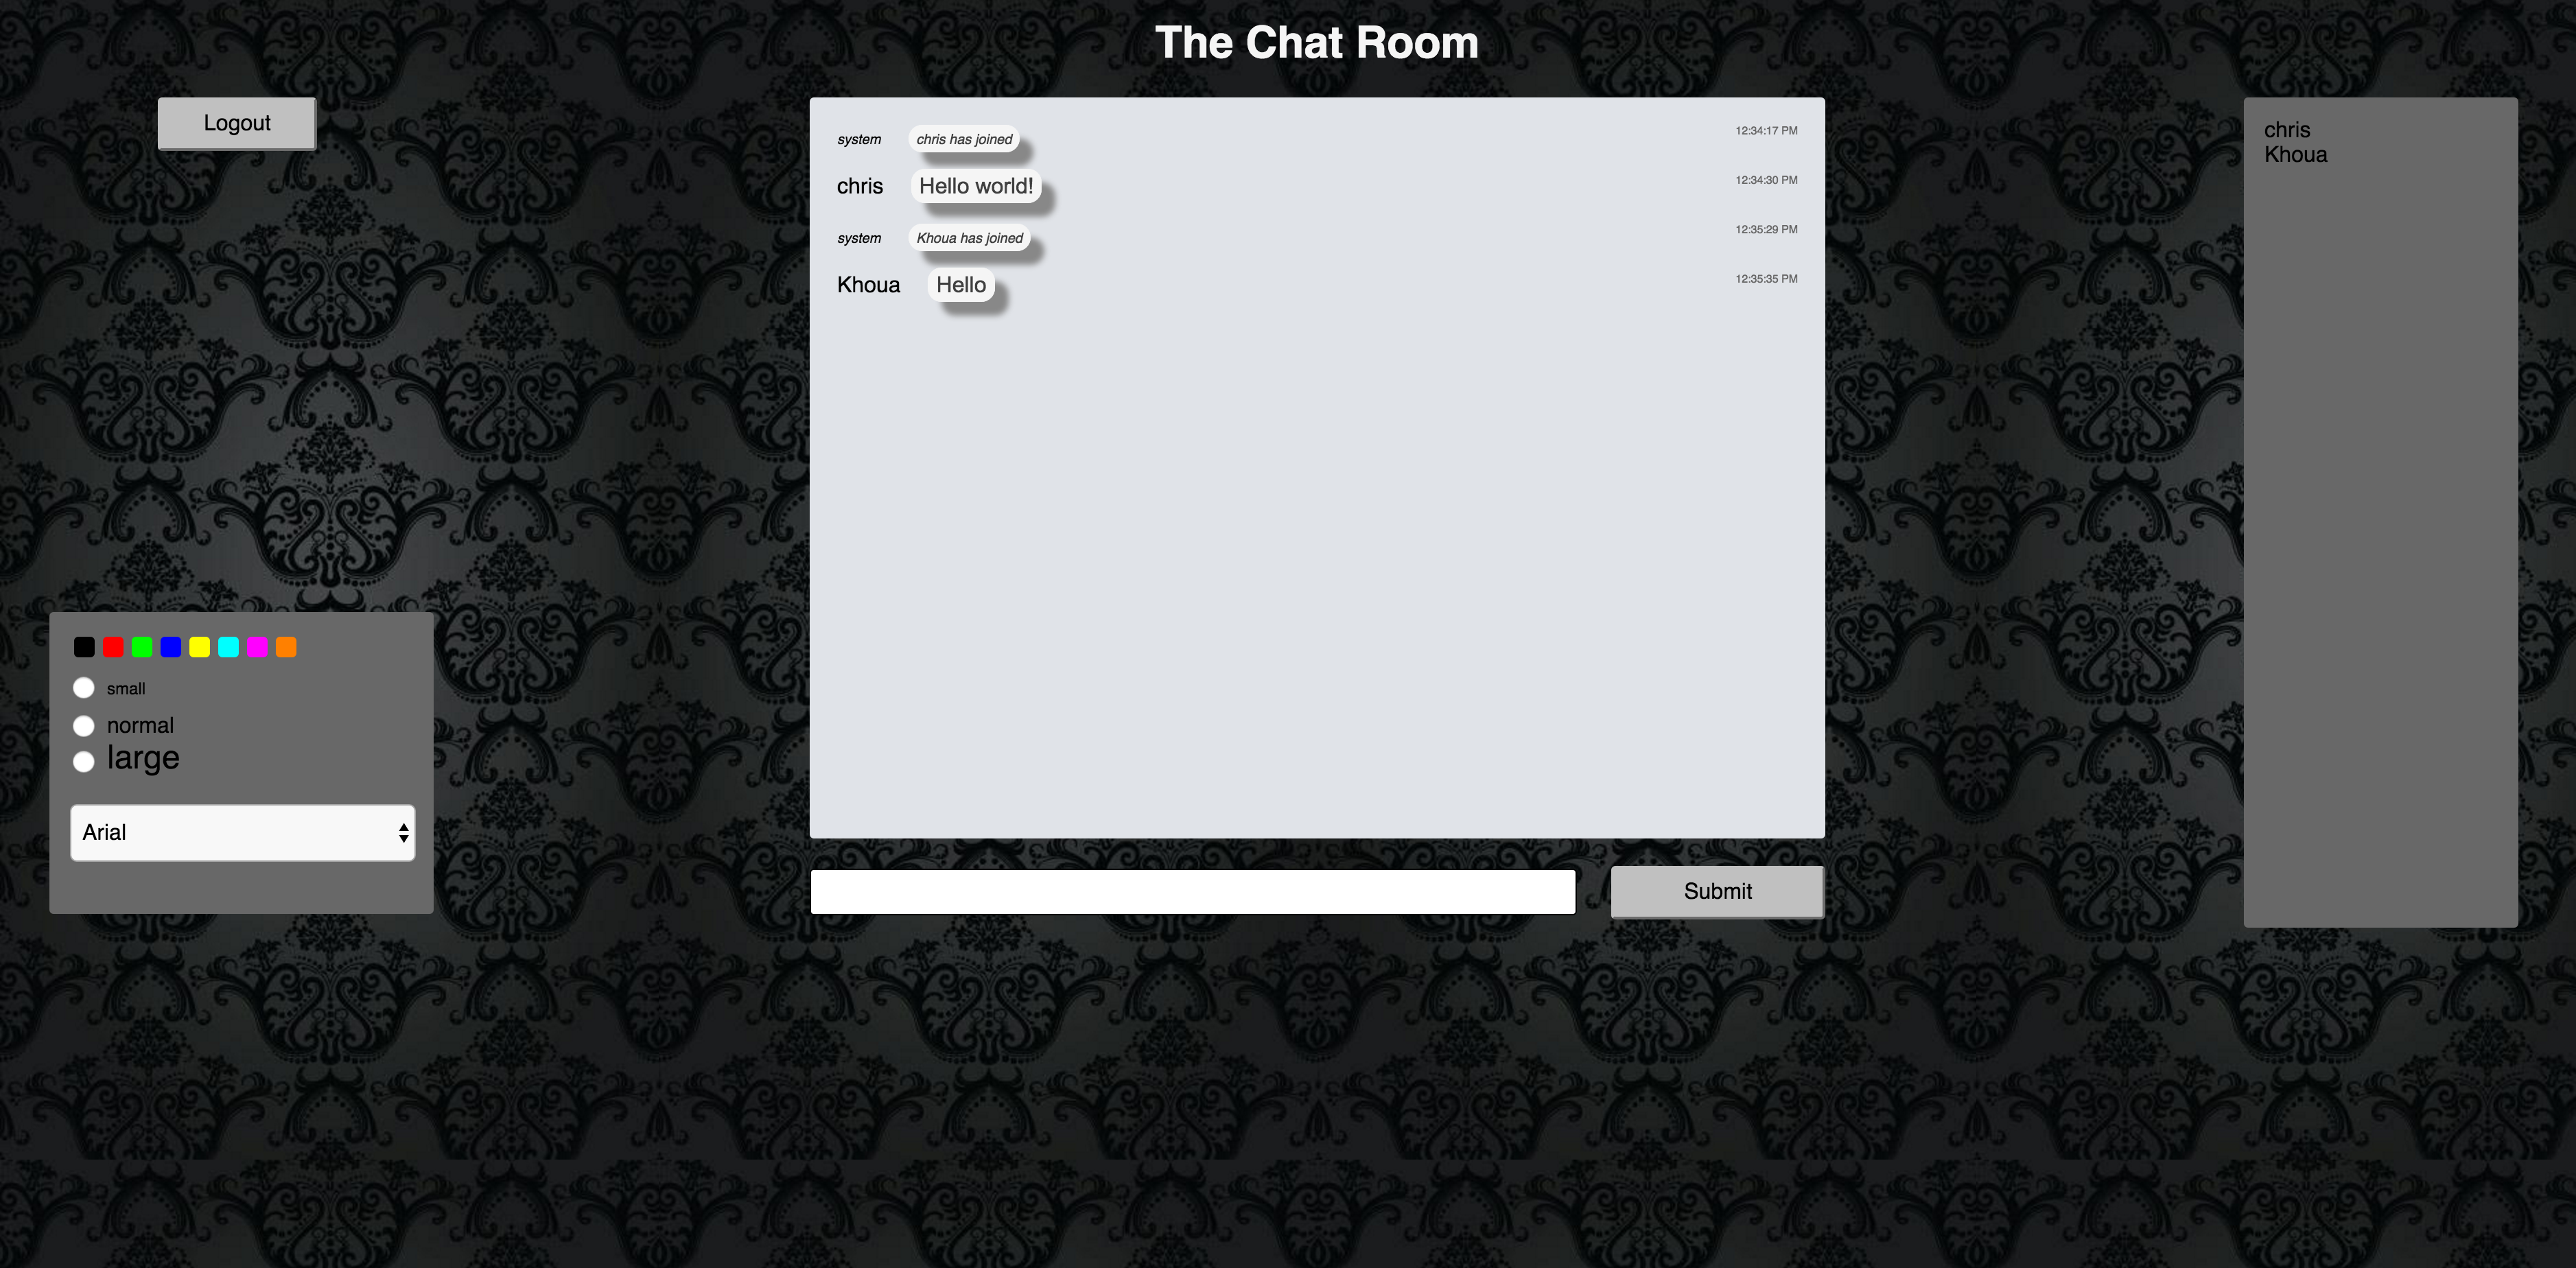 The Chat Room
Logout
system chris has joined 12:34:17 PM
chris Hello world! 12:34:30 PM
system Khoua has joined 12:35:29 PM
Khoua Hello 12:35:35 PM
chris
Khoua
small
normal
large
Arial
Submit